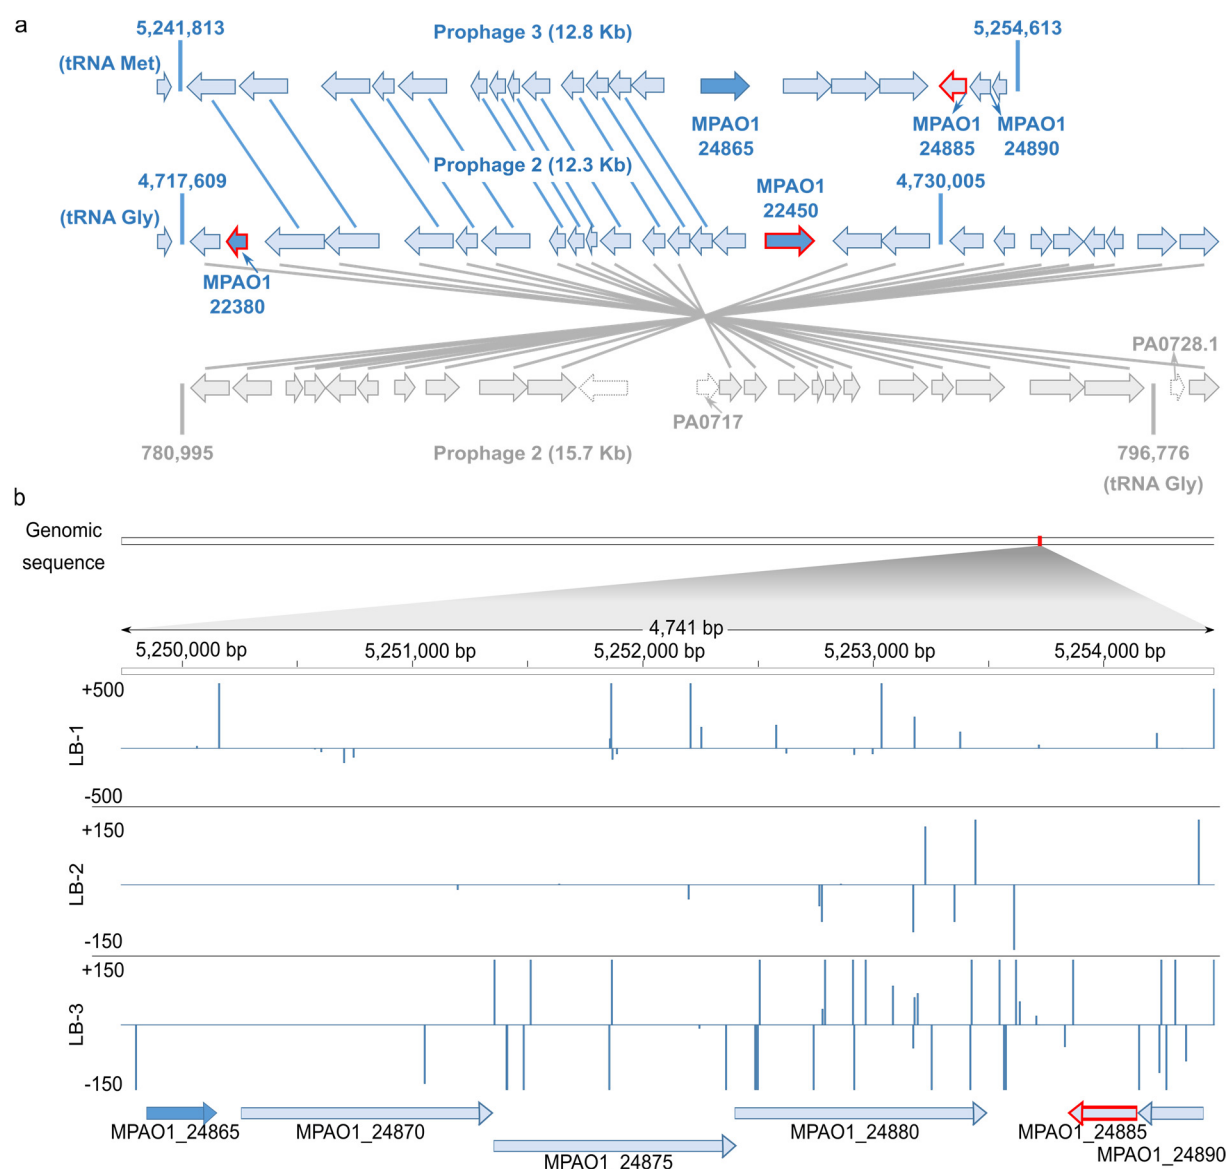 a
5,241,813
Prophage 3 (12.8 Kb)
5,254,613
(tRNA Met)
MPAO1
24865
MPAO1
24885
MPAO1
24890
Prophage 2 (12.3 Kb)
4,717,609
MPAO1
22450
4,730,005
(tRNA Gly)
MPAO1
22380
PA0728.1
PA0717
780,995
Prophage 2 (15.7 Kb)
796,776
(tRNA Gly)
b
Genomic
sequence
4,741 bp
5,250,000 bp
5,251,000 bp
5,252,000 bp
5,253,000 bp
5,254,000 bp
+500
LB-1
-500
+150
LB-2
-150
+150
LB-3
-150
MPAO1_24865
MPAO1_24870
MPAO1_24875
MPAO1_24880
MPAO1_24885
MPAO1_24890